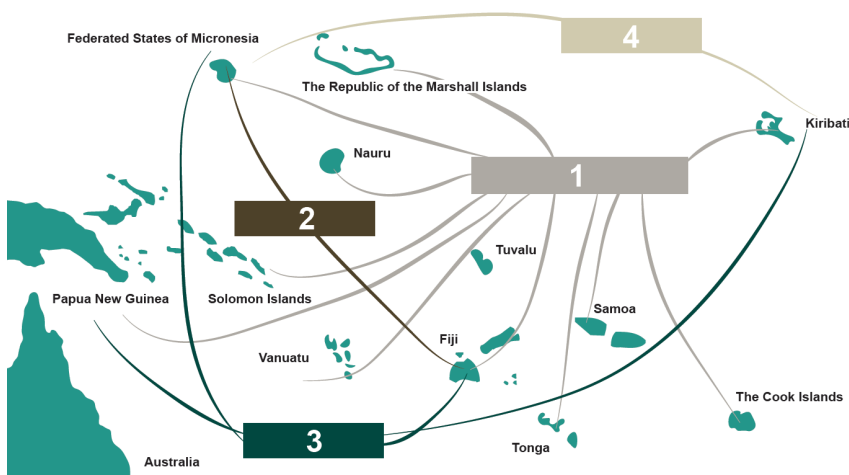 4
Federated States of Micronesia
The Republic of the Marshall Islands
Kiribati
Nauru
1
2
Tuvalu
Papua New Guinea
Solomon Islands
Samoa
Fiji
Vanuatu
The Cook Islands
3
Tonga
Australia